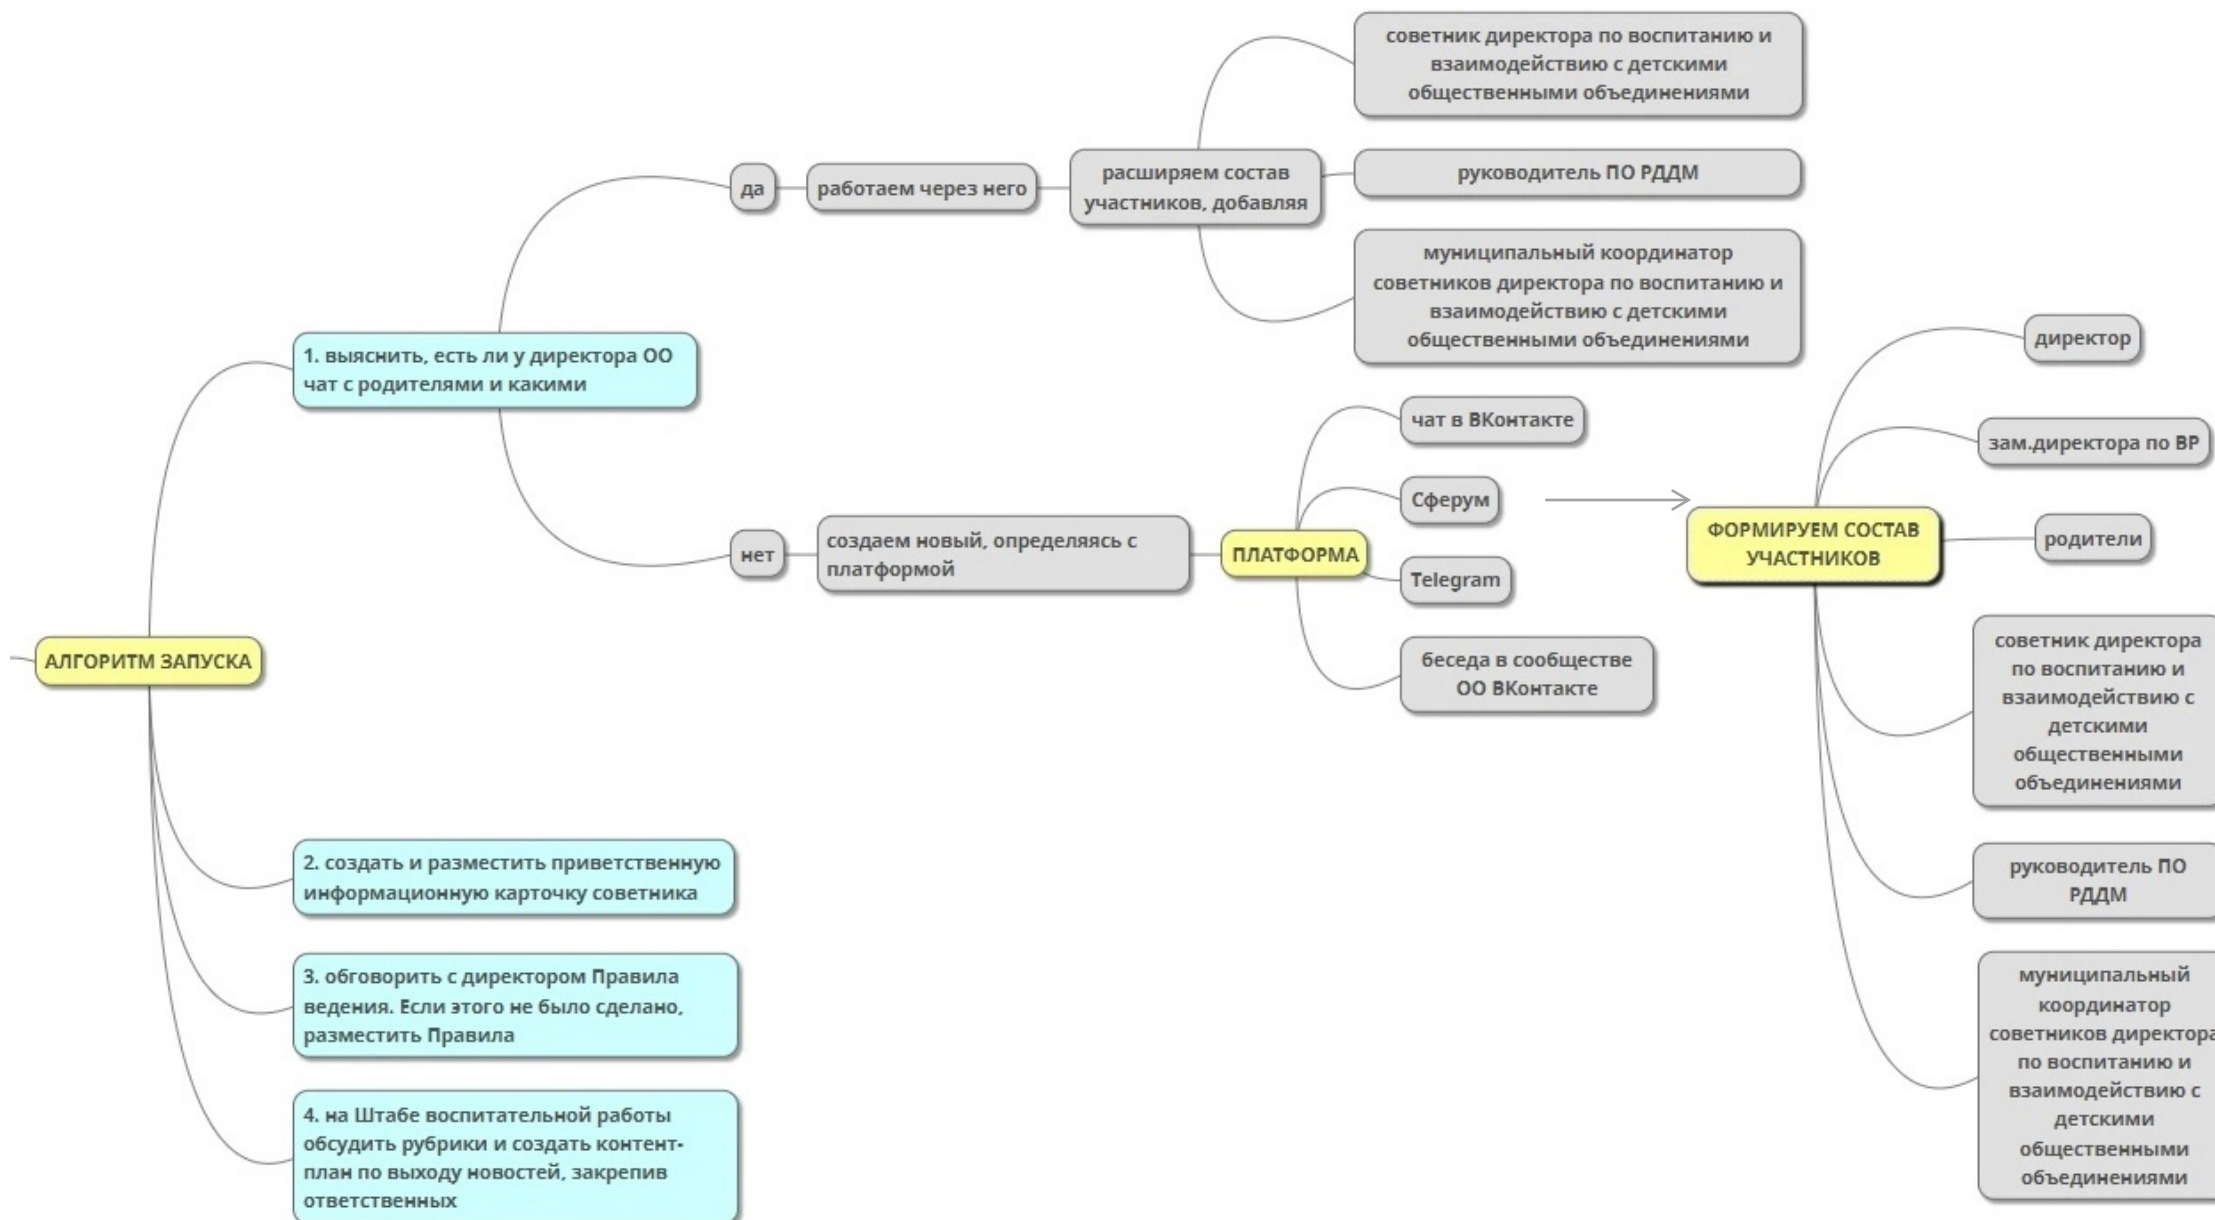 АЛГОРИТМ ЗАПУСКА
1. выяснить, есть ли у директора ОО
чат с родителями и какими
да
работаем через него
расширяем состав
участников, добавляя
советник директора по воспитанию и
взаимодействию с детскими
общественными объединениями
руководитель ПО РДДМ
муниципальный координатор
советников директора по воспитанию и
взаимодействию с детскими
общественными объединениями
нет
создаем новый, определяясь с
платформой
ПЛАТФОРМА
чат в ВКонтакте
Сферум
Telegram
беседа в сообществе
ОО ВКонтакте
ФОРМИРУЕМ СОСТАВ
УЧАСТНИКОВ
директор
зам.директора по ВР
родители
советник директора
по воспитанию и
взаимодействию с
детскими
общественными
объединениями
руководитель ПО
РДДМ
муниципальный
координатор
советников директора
по воспитанию и
взаимодействию с
детскими
общественными
объединениями
2. создать и разместить приветственную
информационную карточку советника
3. обговорить с директором Правила
ведения. Если этого не было сделано,
разместить Правила
4. на Штабе воспитательной работы
обсудить рубрики и создать контент-
план по выходу новостей, закрепив
ответственных